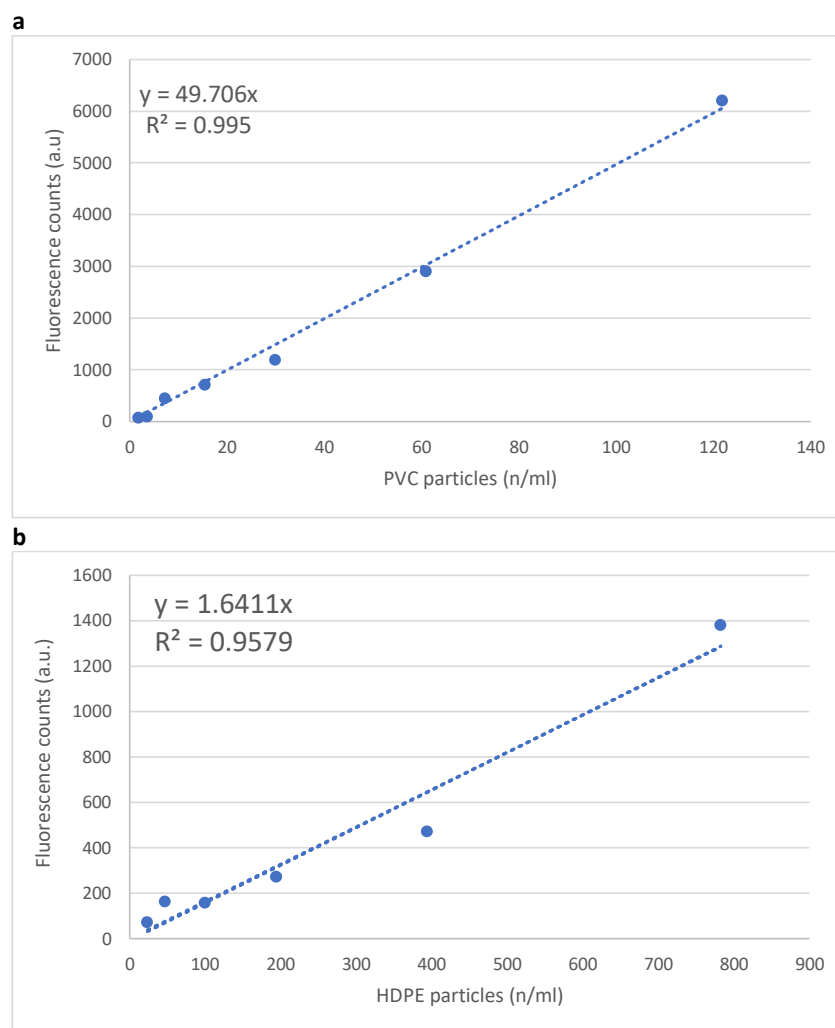 a
7000
y = 49.706x
6000
R² = 0.995
5000
4000
3000
2000
1000
0
Fluorescence counts (a.u)
0 20 40 60 80 100 120 140
PVC particles (n/ml)
b
1600
y = 1.6411x
1400
R² = 0.9579
1200
1000
800
600
400
200
0
Fluorescence counts (a.u.)
0 100 200 300 400 500 600 700 800 900
HDPE particles (n/ml)